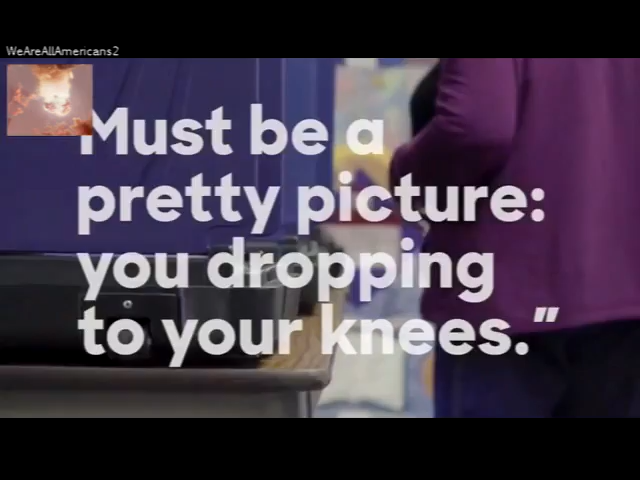 WeAreAllAmericans2
Must be a
pretty picture:
you dropping
to your knees.”